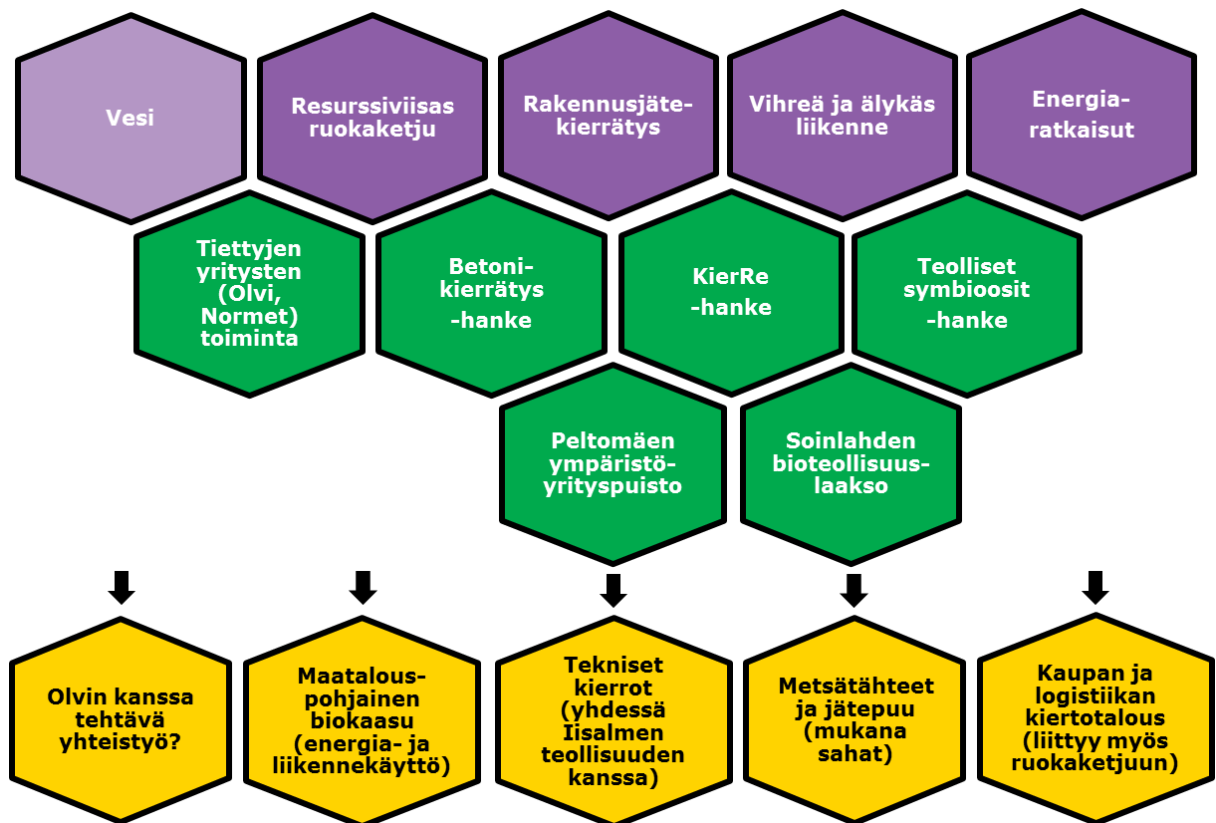 Vesi
Resurssiviisas
ruokaketju
Rakennusjäte-
kierrätys
Vihreä ja älykäs
liikenne
Energia-
ratkaisut
Tiettyjen
yritysten
(Olvi,
Normet)
toiminta
Betoni-
kierrätys
-hanke
KierRe
-hanke
Teolliset
symbioosit
-hanke
Peltomäen
ympäristö-
yrityspuisto
Soinlahden
bioteollisuus-
laakso
Olvin kanssa
tehtävä
yhteistyö?
Maatalous-
pohjainen
biokaasu
(energia- ja
liikennekäyttö)
Tekniset
kierrot
(yhdessä
Iisalmen
teollisuuden
kanssa)
Metsätähteet
ja jätepuu
(mukana
sahat)
Kaupan ja
logistiikan
kiertotalous
(liittyy myös
ruokaketjuun)